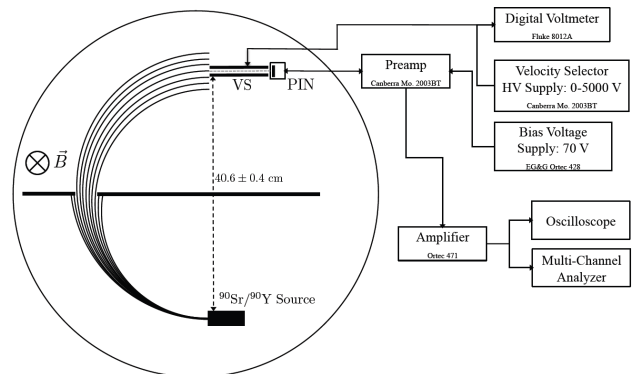 Digital Voltmeter
Fluke 8012A
Velocity Selector
HV Supply: 0-5000 V
Canberra Mo. 2003BT
Bias Voltage
Supply: 70 V
EG&G Ortec 428
Preamp
Canberra Mo. 2003BT
VS
PIN
⊗ B⃗
40.6 ± 0.4 cm
⁹⁰Sr/⁹⁰Y Source
Amplifier
Ortec 471
Oscilloscope
Multi-Channel
Analyzer